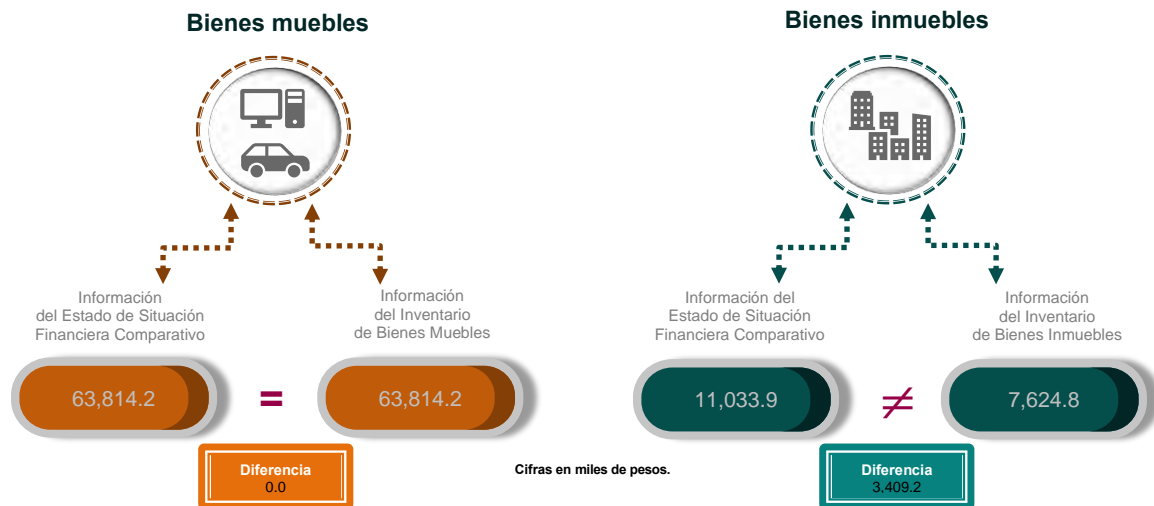 Bienes muebles
Información
del Estado de Situación
Financiera Comparativo
Información
del Inventario
de Bienes Muebles
63,814.2
=
63,814.2
Diferencia
0.0
Cifras en miles de pesos.
Bienes inmuebles
Información del
Estado de Situación
Financiera Comparativo
Información
del Inventario
de Bienes Inmuebles
11,033.9
≠
7,624.8
Diferencia
3,409.2